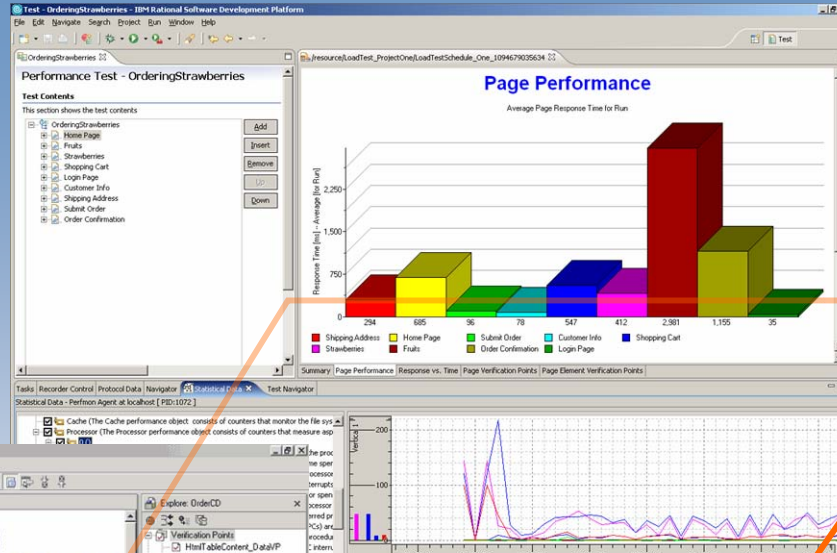 Test - OrderingStrawberries - IBM Rational Software Development Platform
File Edit Navigate Search Project Run Window Help
Test
OrderingStrawberries
/resource/LoadTest_ProjectOne/LoadTestSchedule_One_1094679035634
Performance Test - OrderingStrawberries
Test Contents
This section shows the test contents
OrderingStrawberries
Home Page
Fruits
Strawberries
Shopping Cart
Login Page
Customer Info
Shipping Address
Submit Order
Order Confirmation
Add
Insert
Remove
Up
Down
Page Performance
Average Page Response Time for Run
Response Time [ms] -- Average [for Run]
2,250
1,500
750
0
294 685 96 78 547 412 2,981 1,155 35
Shipping Address Home Page Submit Order Customer Info Shopping Cart
Strawberries Fruits Order Confirmation Login Page
Summary Page Performance Response vs. Time Page Verification Points Page Element Verification Points
Tasks Recorder Control Protocol Data Navigator Statistical Data Test Navigator
Statistical Data - Perfmon Agent at localhost [ PID:1072 ]
Cache (The Cache performance object consists of counters that monitor the file sys
Processor (The Processor performance object consists of counters that measure asp
Vertical 1
200
100
Explore: OrderCD
Verification Points
HtmlTableContent_DataVP